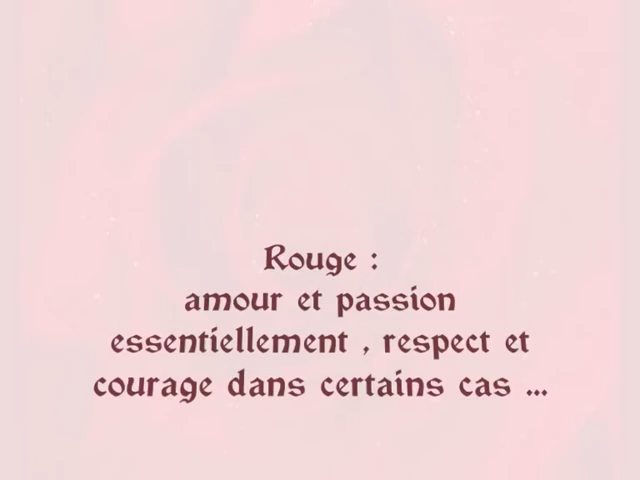 Rouge :
amour et passion
essentiellement , respect et
courage dans certains cas ...